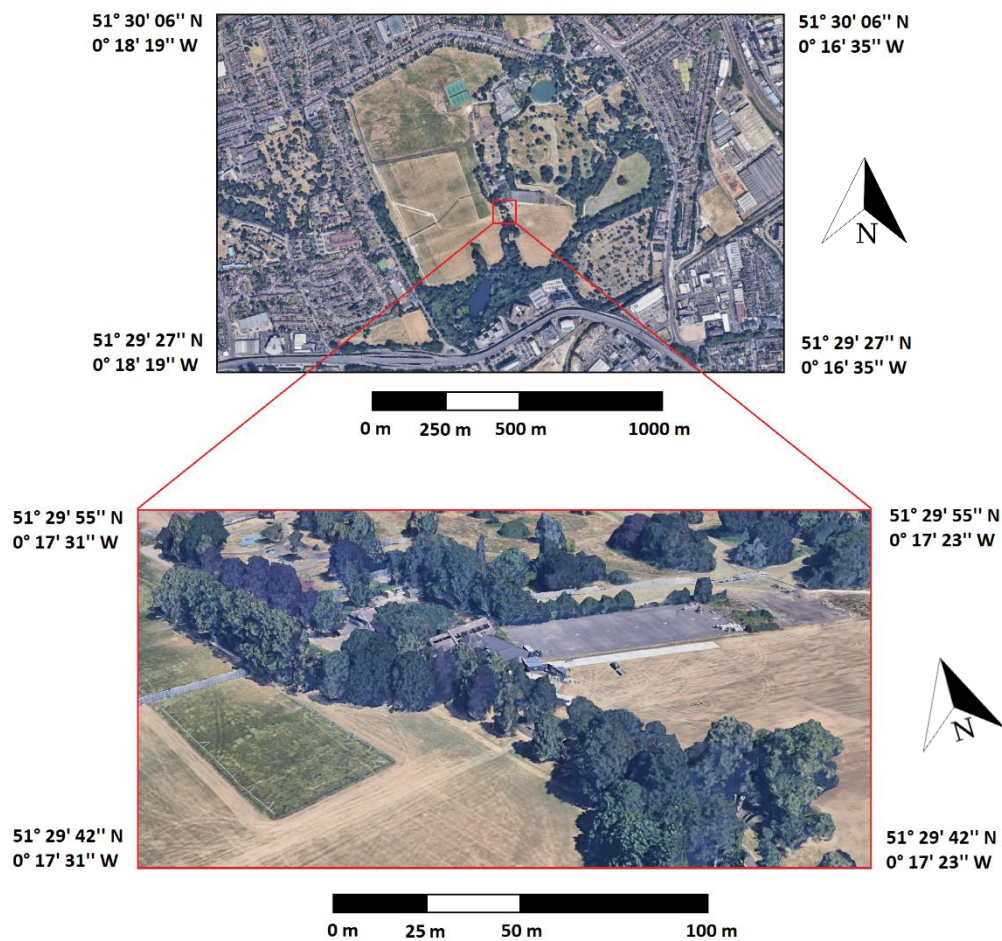 51° 30' 06'' N
0° 18' 19'' W
51° 30' 06'' N
0° 16' 35'' W
N
51° 29' 27'' N
0° 18' 19'' W
51° 29' 27'' N
0° 16' 35'' W
0 m 250 m 500 m 1000 m
51° 29' 55'' N
0° 17' 31'' W
51° 29' 55'' N
0° 17' 23'' W
N
51° 29' 42'' N
0° 17' 31'' W
51° 29' 42'' N
0° 17' 23'' W
0 m 25 m 50 m 100 m